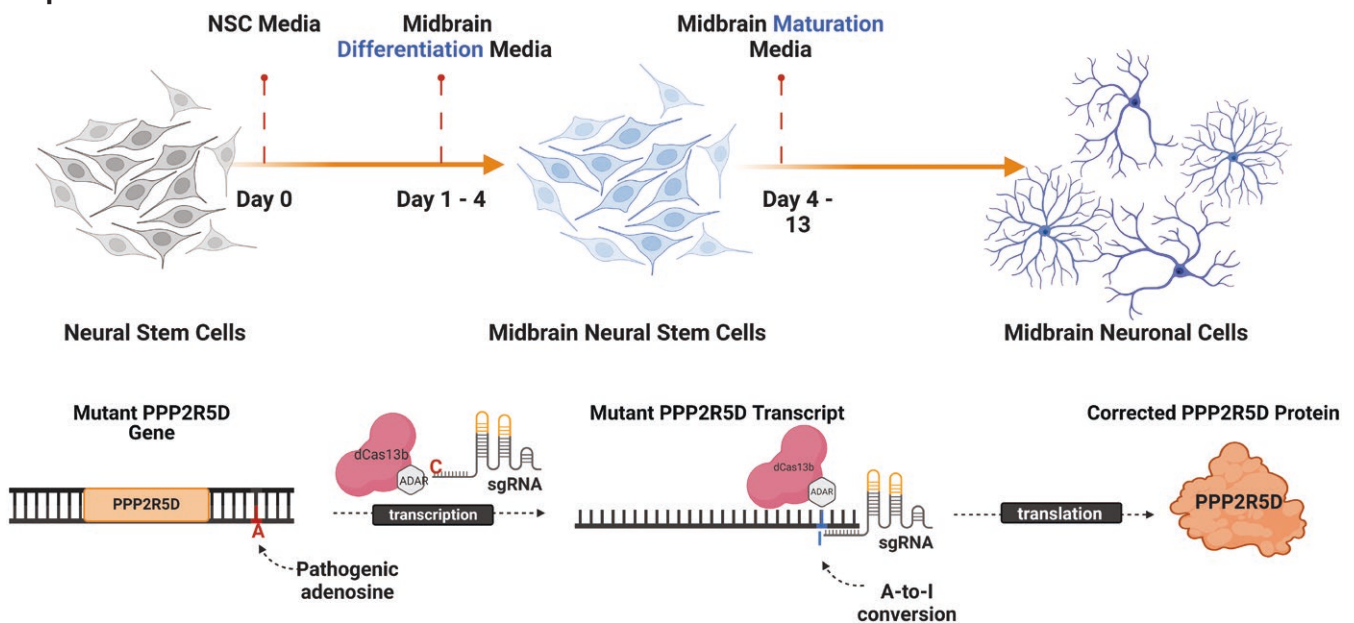 NSC Media
Midbrain
Differentiation Media
Midbrain Maturation
Media
Day 0
Day 1 - 4
Day 4 -
13
Neural Stem Cells
Midbrain Neural Stem Cells
Midbrain Neuronal Cells
Mutant PPP2R5D
Gene
Mutant PPP2R5D Transcript
Corrected PPP2R5D Protein
dCas13b
ADAR
C
sgRNA
dCas13b
ADAR
PPP2R5D
A
transcription
I
sgRNA
translation
PPP2R5D
Pathogenic
adenosine
A-to-I
conversion